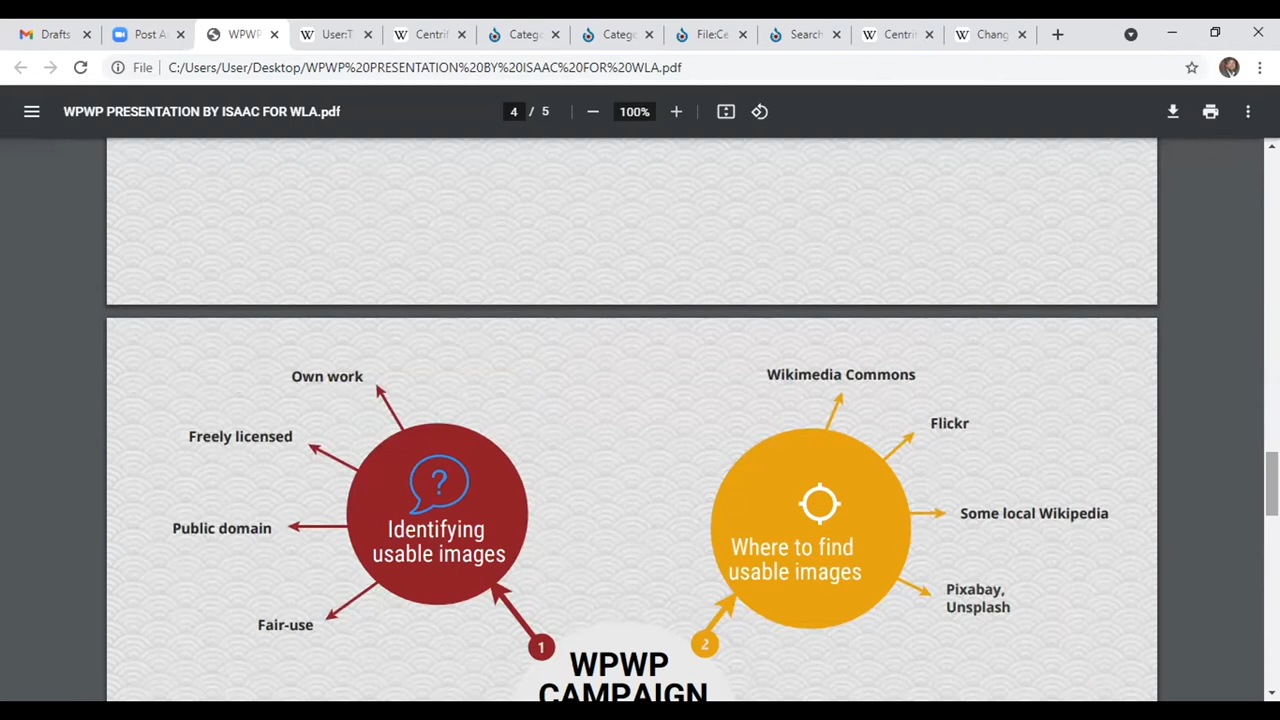 Drafts
Post A
WPWP
User:T
Centrif
Catego
Catego
File:Ce
Search
Centri
Chang
File
C:/Users/User/Desktop/WPWP%20PRESENTATION%20BY%20ISAAC%20FOR%20WLA.pdf
WPWP PRESENTATION BY ISAAC FOR WLA.pdf
4 / 5
100%
Own work
Freely licensed
Public domain
Fair-use
?
Identifying
usable images
1
Wikimedia Commons
Flickr
Some local Wikipedia
Pixabay,
Unsplash
Where to find
usable images
2
WPWP
CAMPAIGN